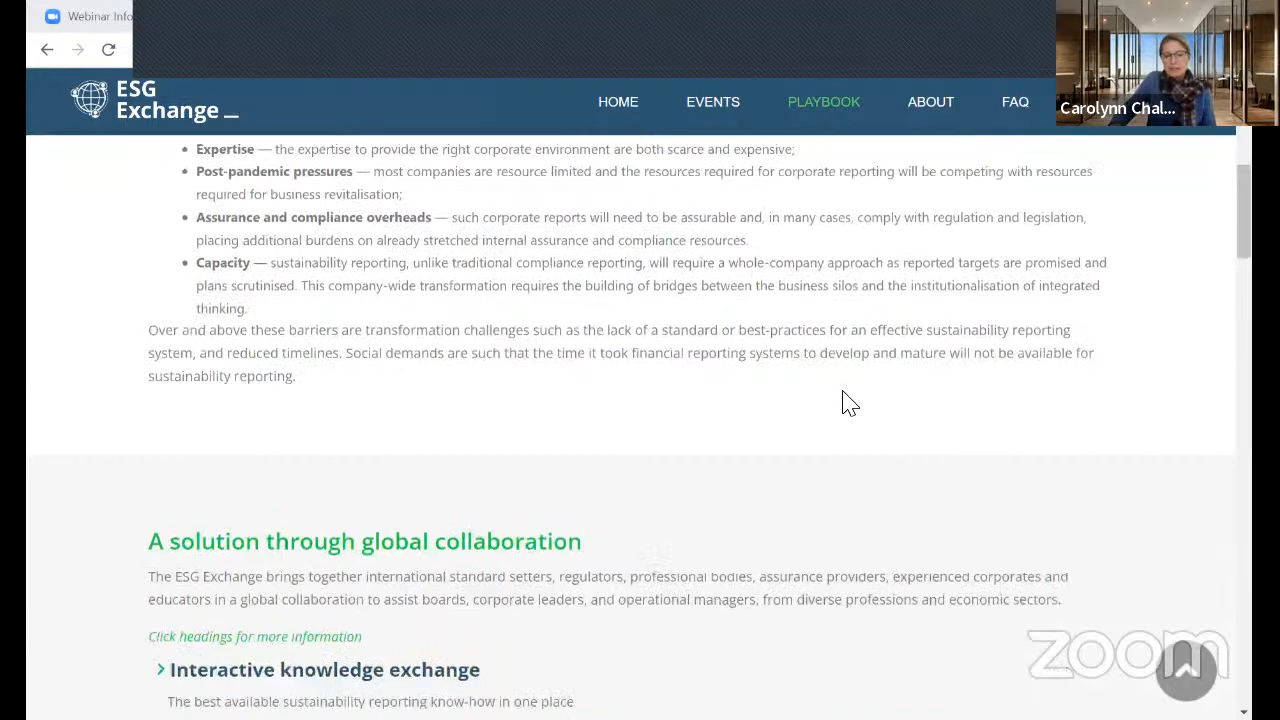 Webinar Info
ESG
Exchange
HOME EVENTS PLAYBOOK ABOUT FAQ
Carolynn Chal...
Expertise — the expertise to provide the right corporate environment are both scarce and expensive;
Post-pandemic pressures — most companies are resource limited and the resources required for corporate reporting will be competing with resources
required for business revitalisation;
Assurance and compliance overheads — such corporate reports will need to be assurable and, in many cases, comply with regulation and legislation,
placing additional burdens on already stretched internal assurance and compliance resources.
Capacity — sustainability reporting, unlike traditional compliance reporting, will require a whole-company approach as reported targets are promised and
plans scrutinised. This company-wide transformation requires the building of bridges between the business silos and the institutionalisation of integrated
thinking.
Over and above these barriers are transformation challenges such as the lack of a standard or best-practices for an effective sustainability reporting
system, and reduced timelines. Social demands are such that the time it took financial reporting systems to develop and mature will not be available for
sustainability reporting.
A solution through global collaboration
The ESG Exchange brings together international standard setters, regulators, professional bodies, assurance providers, experienced corporates and
educators in a global collaboration to assist boards, corporate leaders, and operational managers, from diverse professions and economic sectors.
Click headings for more information
Interactive knowledge exchange
The best available sustainability reporting know-how in one place
zoom